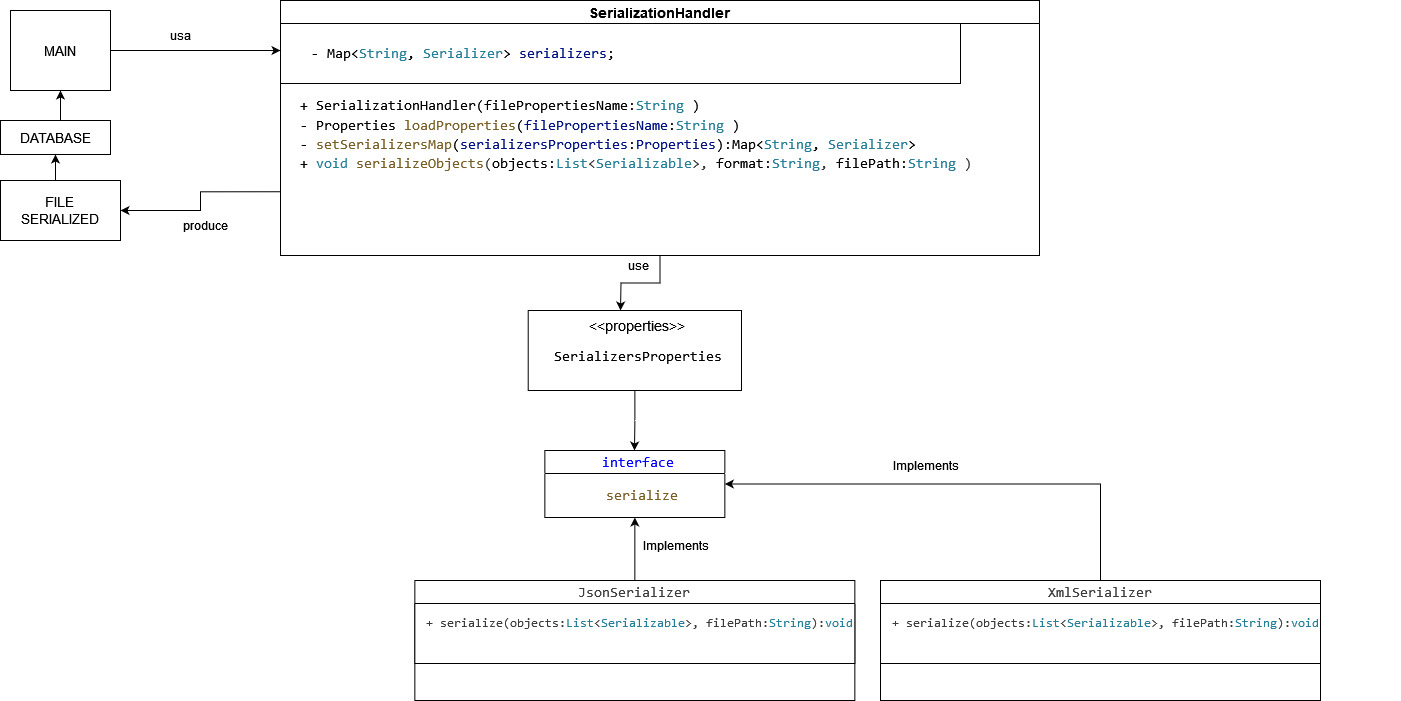 SerializationHandler
MAIN
usa
- Map<String, Serializer> serializers;
+ SerializationHandler(filePropertiesName:String )
- Properties loadProperties(filePropertiesName:String )
- setSerializersMap(serializersProperties:Properties):Map<String, Serializer>
+ void serializeObjects(objects:List<Serializable>, format:String, filePath:String )
DATABASE
FILE
SERIALIZED
produce
use
<<properties>>
SerializersProperties
interface
serialize
Implements
Implements
JsonSerializer
+ serialize(objects:List<Serializable>, filePath:String):void
XmlSerializer
+ serialize(objects:List<Serializable>, filePath:String):void